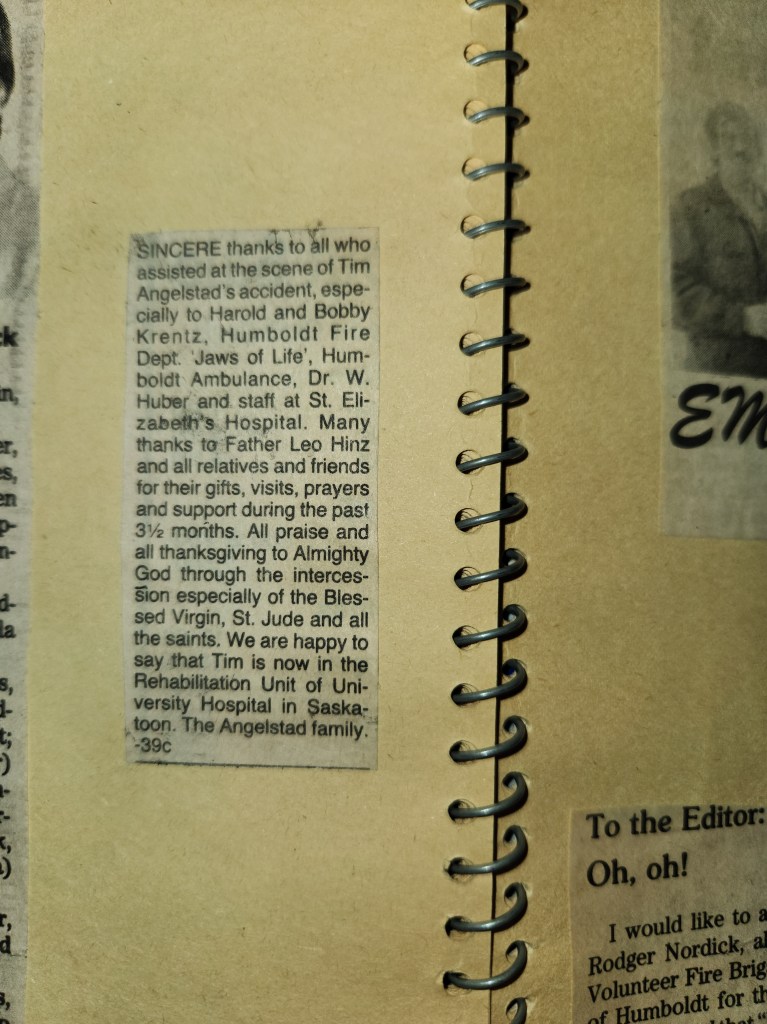 SINCERE thanks to all who
assisted at the scene of Tim
Angelstad's accident, espe-
cially to Harold and Bobby
Krentz, Humboldt Fire
Dept. 'Jaws of Life', Hum-
boldt Ambulance, Dr. W.
Huber and staff at St. Eli-
zabeth's Hospital. Many
thanks to Father Leo Hinz
and all relatives and friends
for their gifts, visits, prayers
and support during the past
3½ months. All praise and
all thanksgiving to Almighty
God through the interces-
sion especially of the Bles-
sed Virgin, St. Jude and all
the saints. We are happy to
say that Tim is now in the
Rehabilitation Unit of Uni-
versity Hospital in Saska-
toon. The Angelstad family.
-39c
EM
To the Editor:
Oh, oh!
I would like to a
Rodger Nordick, al
Volunteer Fire Brig
of Humboldt for th